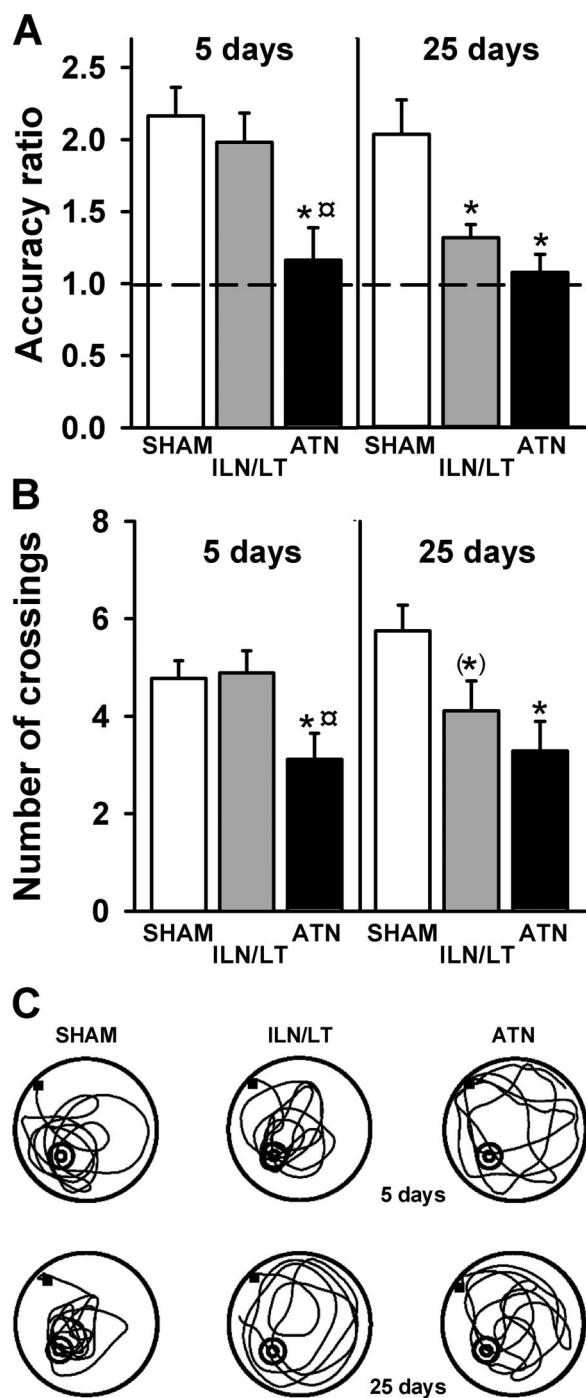 A
5 days 25 days
Accuracy ratio
2.5
2.0
1.5
1.0
0.5
0.0
*¤
*
*
SHAM ATN SHAM ATN
ILN/LT ILN/LT
B
5 days 25 days
Number of crossings
8
6
4
2
0
*¤
(*)
*
SHAM ATN SHAM ATN
ILN/LT ILN/LT
C
SHAM ILN/LT ATN
5 days
25 days